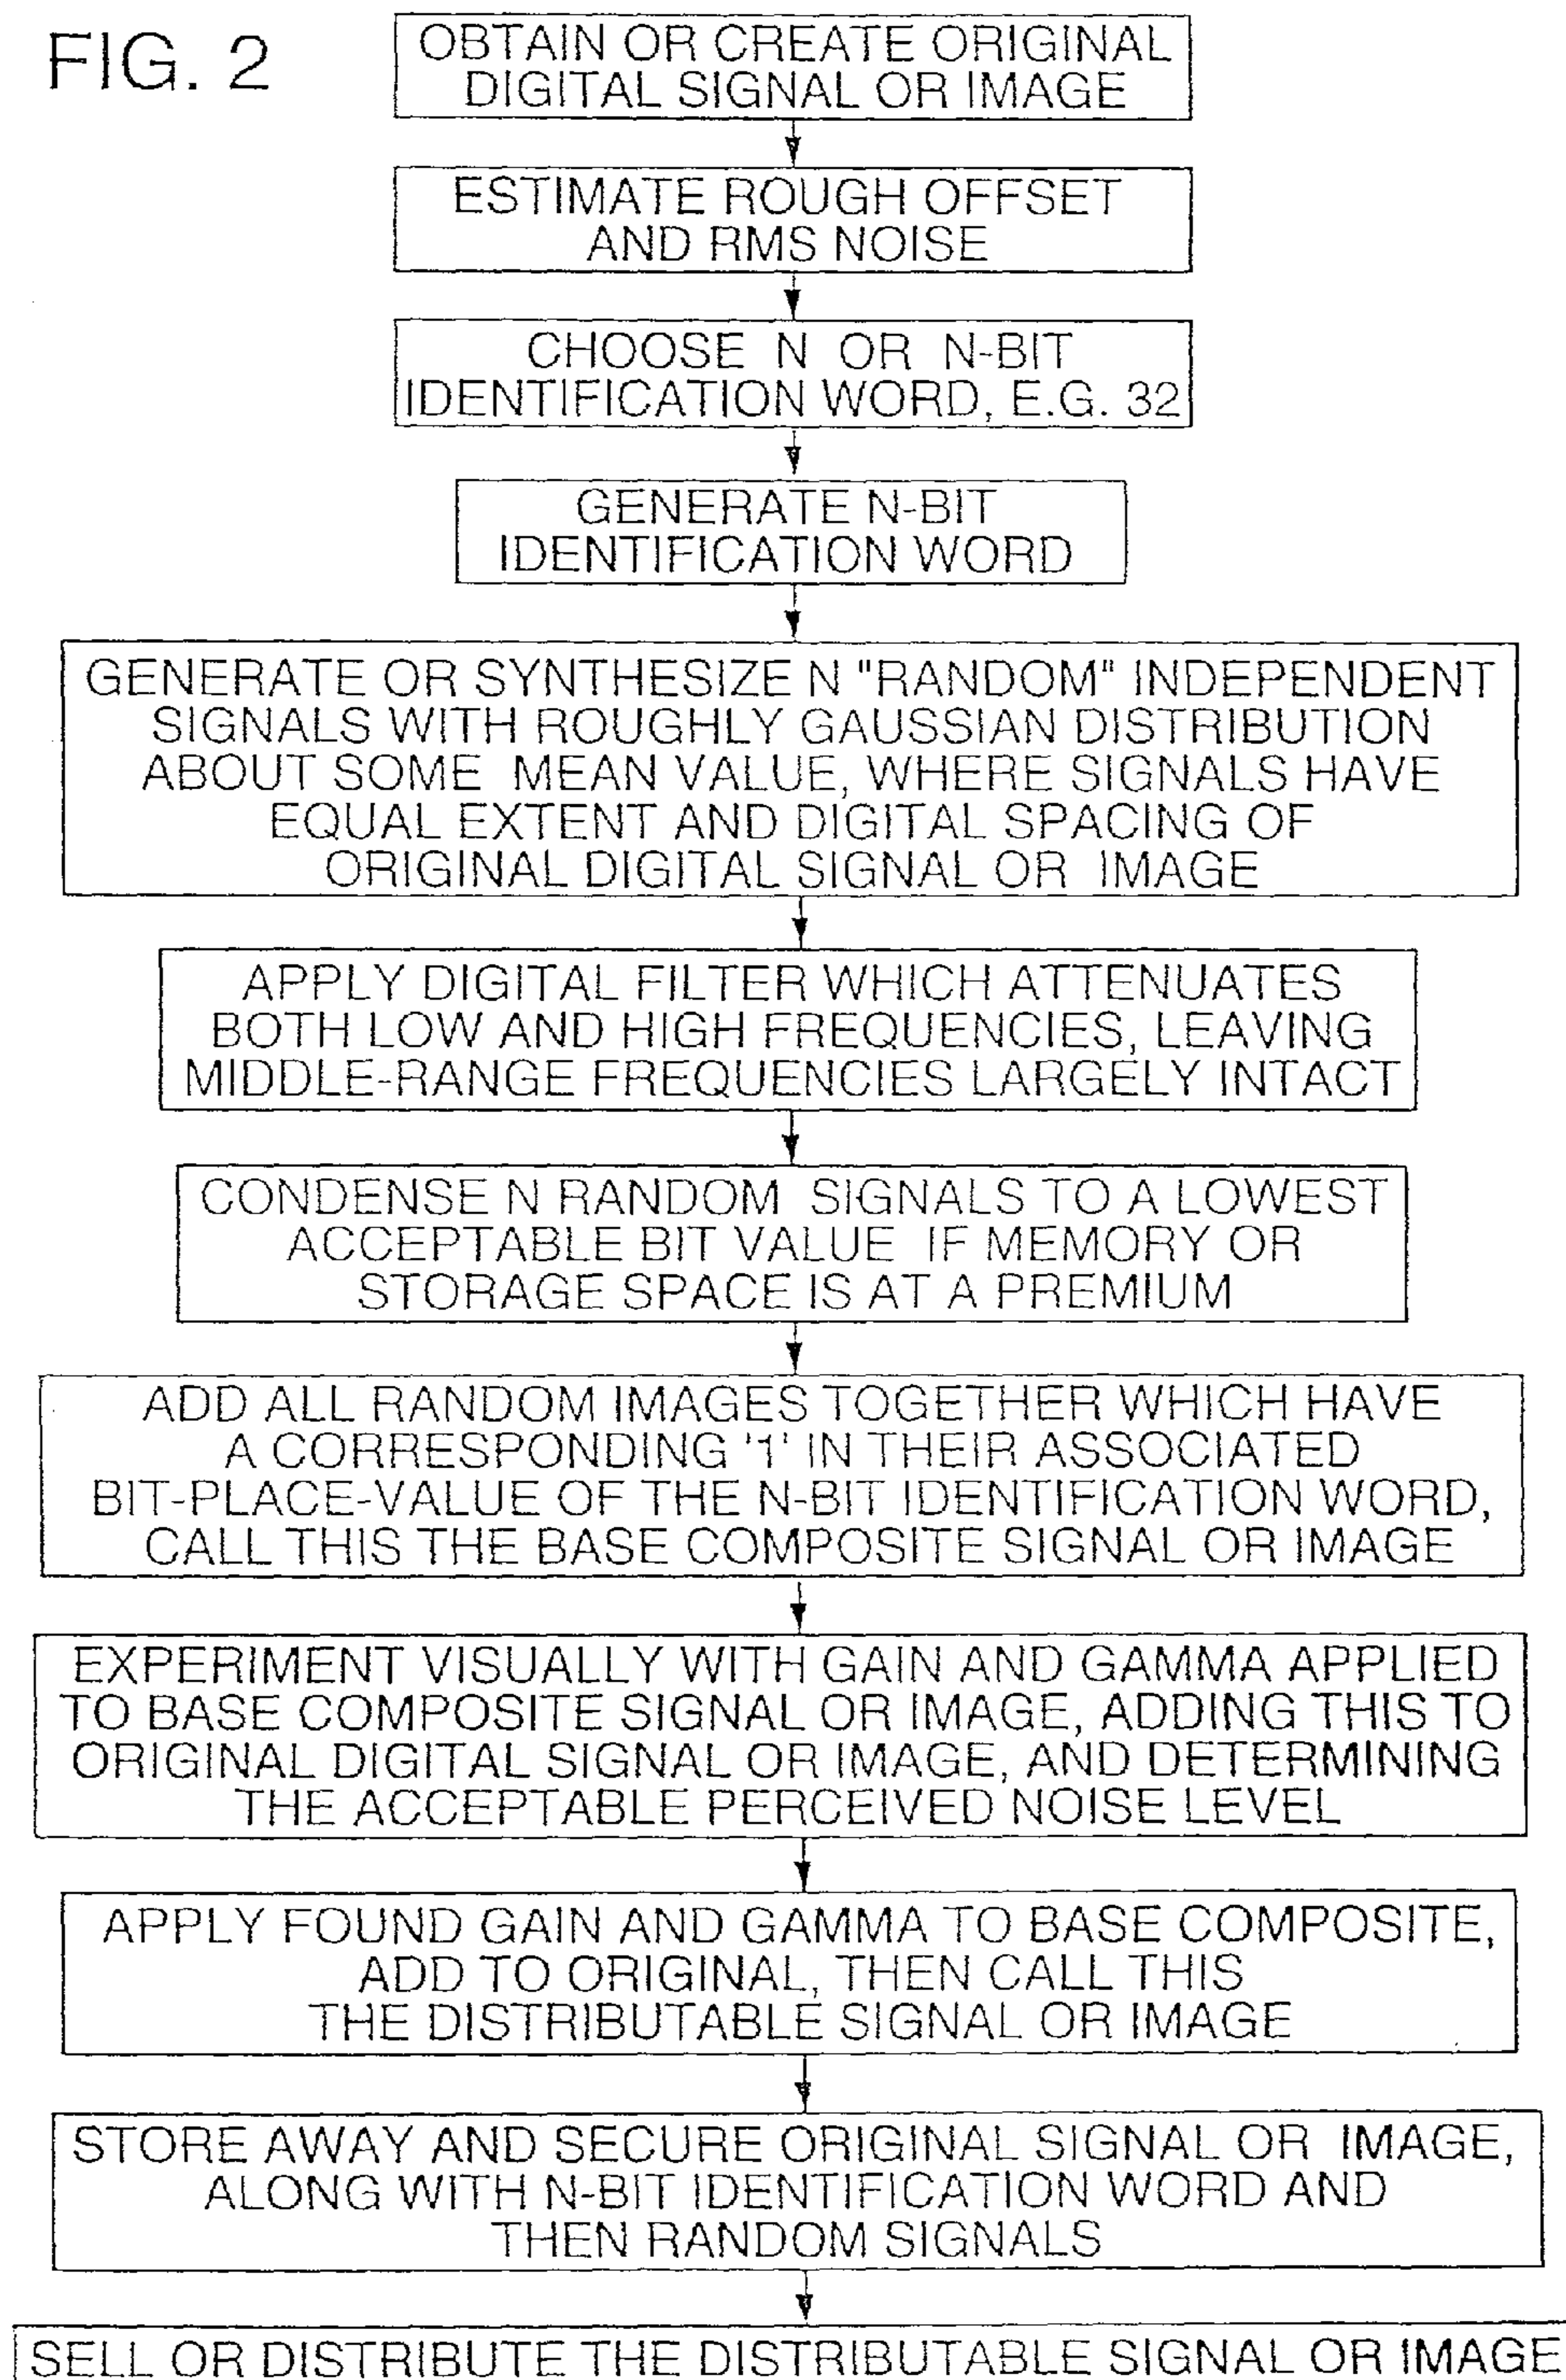 FIG. 2
OBTAIN OR CREATE ORIGINAL
DIGITAL SIGNAL OR IMAGE
ESTIMATE ROUGH OFFSET
AND RMS NOISE
CHOOSE N OR N-BIT
IDENTIFICATION WORD, E.G. 32
GENERATE N-BIT
IDENTIFICATION WORD
GENERATE OR SYNTHESIZE N "RANDOM" INDEPENDENT
SIGNALS WITH ROUGHLY GAUSSIAN DISTRIBUTION
ABOUT SOME MEAN VALUE, WHERE SIGNALS HAVE
EQUAL EXTENT AND DIGITAL SPACING OF
ORIGINAL DIGITAL SIGNAL OR IMAGE
APPLY DIGITAL FILTER WHICH ATTENUATES
BOTH LOW AND HIGH FREQUENCIES, LEAVING
MIDDLE-RANGE FREQUENCIES LARGELY INTACT
CONDENSE N RANDOM SIGNALS TO A LOWEST
ACCEPTABLE BIT VALUE IF MEMORY OR
STORAGE SPACE IS AT A PREMIUM
ADD ALL RANDOM IMAGES TOGETHER WHICH HAVE
A CORRESPONDING '1' IN THEIR ASSOCIATED
BIT-PLACE-VALUE OF THE N-BIT IDENTIFICATION WORD,
CALL THIS THE BASE COMPOSITE SIGNAL OR IMAGE
EXPERIMENT VISUALLY WITH GAIN AND GAMMA APPLIED
TO BASE COMPOSITE SIGNAL OR IMAGE, ADDING THIS TO
ORIGINAL DIGITAL SIGNAL OR IMAGE, AND DETERMINING
THE ACCEPTABLE PERCEIVED NOISE LEVEL
APPLY FOUND GAIN AND GAMMA TO BASE COMPOSITE,
ADD TO ORIGINAL, THEN CALL THIS
THE DISTRIBUTABLE SIGNAL OR IMAGE
STORE AWAY AND SECURE ORIGINAL SIGNAL OR IMAGE,
ALONG WITH N-BIT IDENTIFICATION WORD AND
THEN RANDOM SIGNALS
SELL OR DISTRIBUTE THE DISTRIBUTABLE SIGNAL OR IMAGE